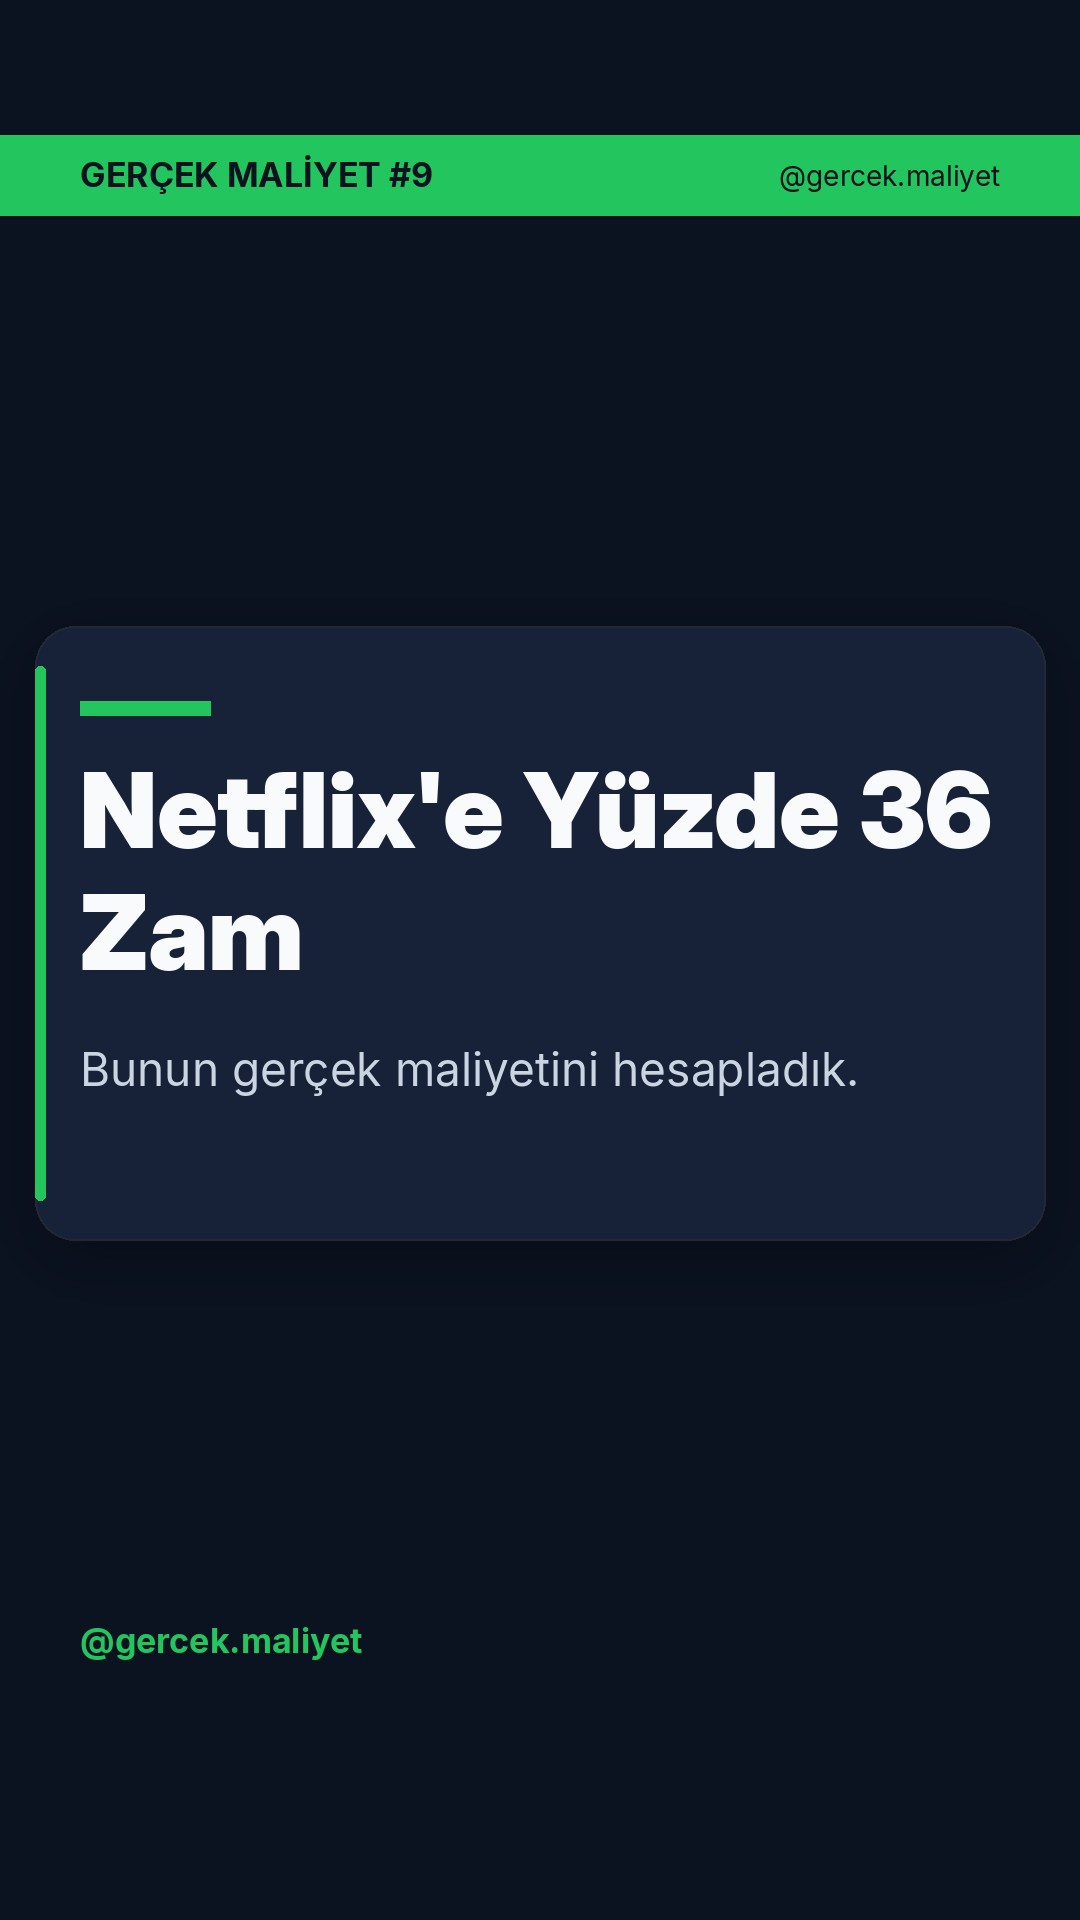 GERÇEK MALİYET #9
@gercek.maliyet
Netflix'e Yüzde 36
Zam
Bunun gerçek maliyetini hesapladık.
@gercek.maliyet